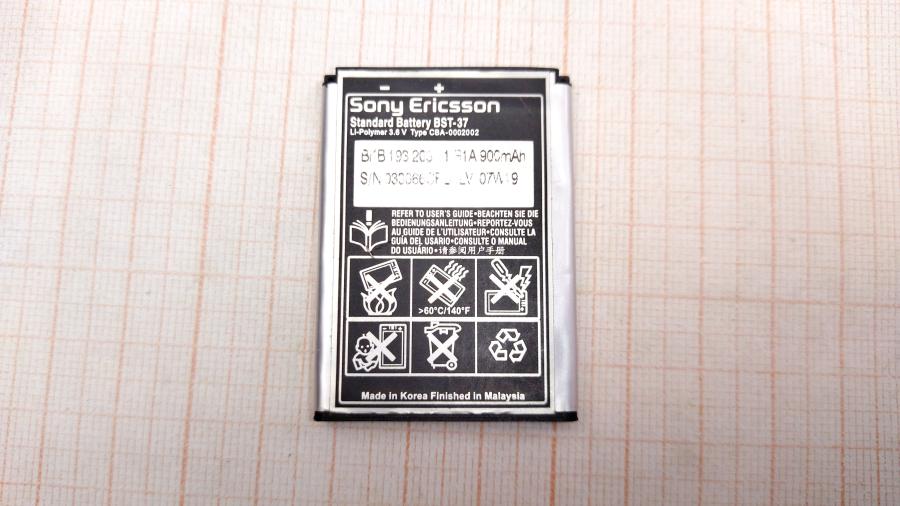 - +
Sony Ericsson
Standard Battery BST-37
Li-Polymer 3.6 V Type CBA-0002002
900mAh
S/N 07W19
REFER TO USER'S GUIDE•BEACHTEN SIE DIE
BEDIENUNGSANLEITUNG•REPORTEZ-VOUS
AU GUIDE DE L'UTILISATEUR•CONSULTE LA
GUÍA DEL USARIO•CONSULTE O MANUAL
DO USUÁRIO•请参阅用户手册
>60°C/140°F
Made in Korea Finished in Malaysia